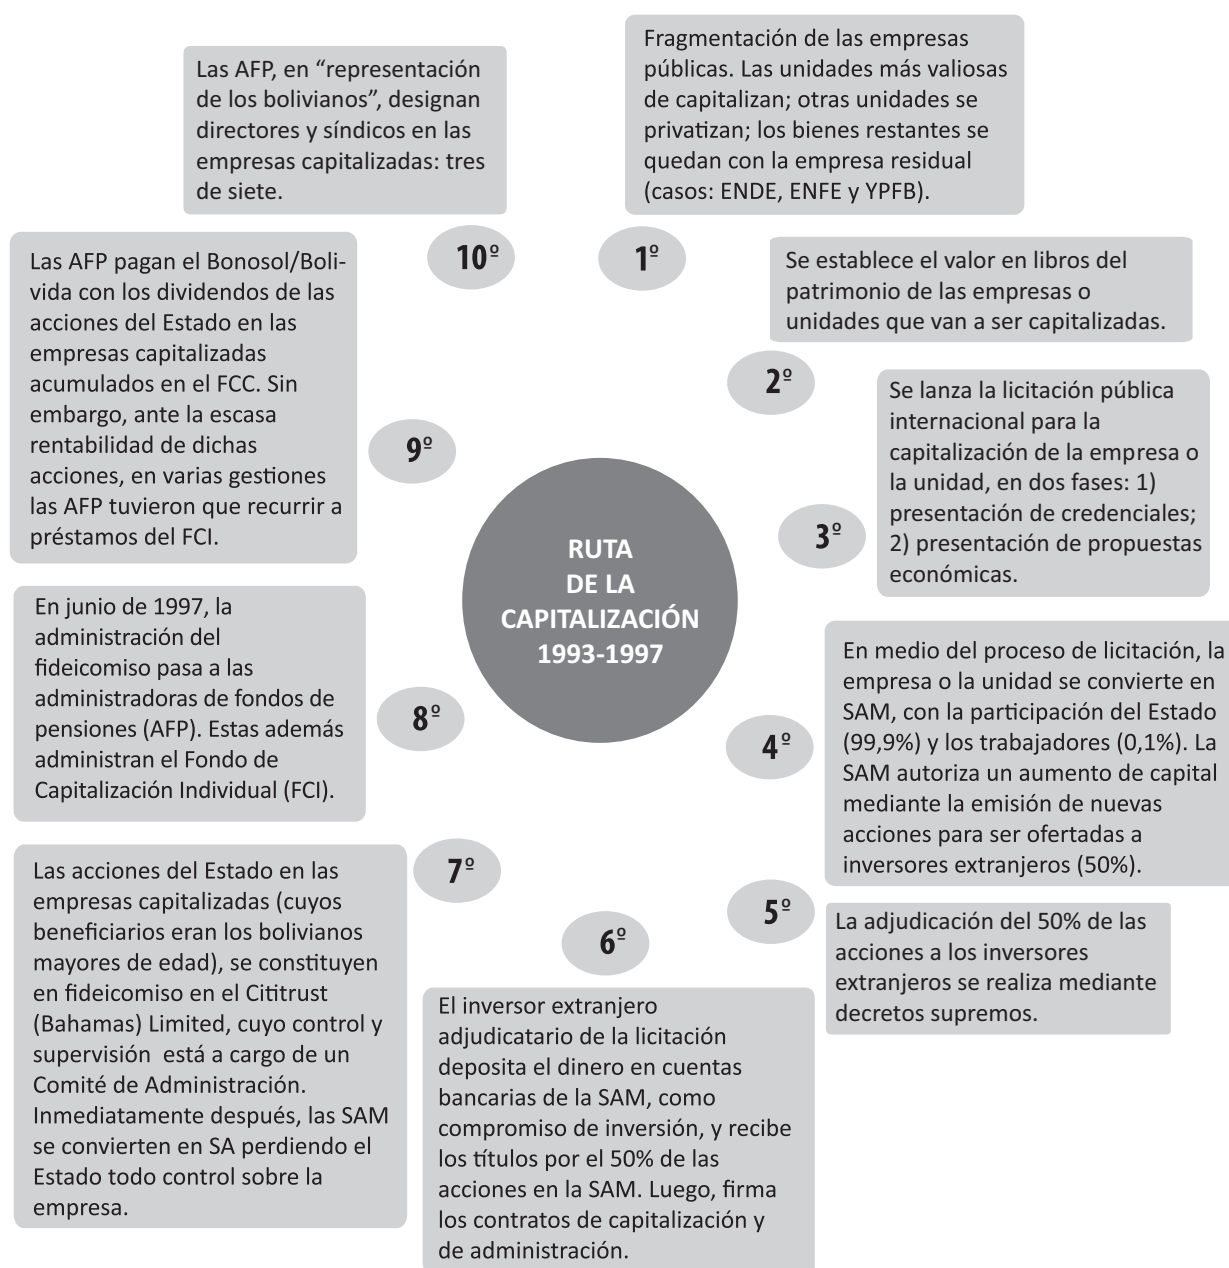 RUTA
DE LA
CAPITALIZACIÓN
1993-1997
1º
Fragmentación de las empresas
públicas. Las unidades más valiosas
de capitalizan; otras unidades se
privatizan; los bienes restantes se
quedan con la empresa residual
(casos: ENDE, ENFE y YPFB).
2º
Se establece el valor en libros del
patrimonio de las empresas o
unidades que van a ser capitalizadas.
3º
Se lanza la licitación pública
internacional para la
capitalización de la empresa o
la unidad, en dos fases: 1)
presentación de credenciales;
2) presentación de propuestas
económicas.
4º
En medio del proceso de licitación, la
empresa o la unidad se convierte en
SAM, con la participación del Estado
(99,9%) y los trabajadores (0,1%). La
SAM autoriza un aumento de capital
mediante la emisión de nuevas
acciones para ser ofertadas a
inversores extranjeros (50%).
5º
La adjudicación del 50% de las
acciones a los inversores
extranjeros se realiza mediante
decretos supremos.
6º
El inversor extranjero
adjudicatario de la licitación
deposita el dinero en cuentas
bancarias de la SAM, como
compromiso de inversión, y recibe
los títulos por el 50% de las
acciones en la SAM. Luego, firma
los contratos de capitalización y
de administración.
7º
Las acciones del Estado en las
empresas capitalizadas (cuyos
beneficiarios eran los bolivianos
mayores de edad), se constituyen
en fideicomiso en el Cititrust
(Bahamas) Limited, cuyo control y
supervisión está a cargo de un
Comité de Administración.
Inmediatamente después, las SAM
se convierten en SA perdiendo el
Estado todo control sobre la
empresa.
8º
En junio de 1997, la
administración del
fideicomiso pasa a las
administradoras de fondos de
pensiones (AFP). Estas además
administran el Fondo de
Capitalización Individual (FCI).
9º
Las AFP pagan el Bonosol/Boli-
vida con los dividendos de las
acciones del Estado en las
empresas capitalizadas
acumulados en el FCC. Sin
embargo, ante la escasa
rentabilidad de dichas
acciones, en varias gestiones
las AFP tuvieron que recurrir a
préstamos del FCI.
10º
Las AFP, en “representación
de los bolivianos”, designan
directores y síndicos en las
empresas capitalizadas: tres
de siete.